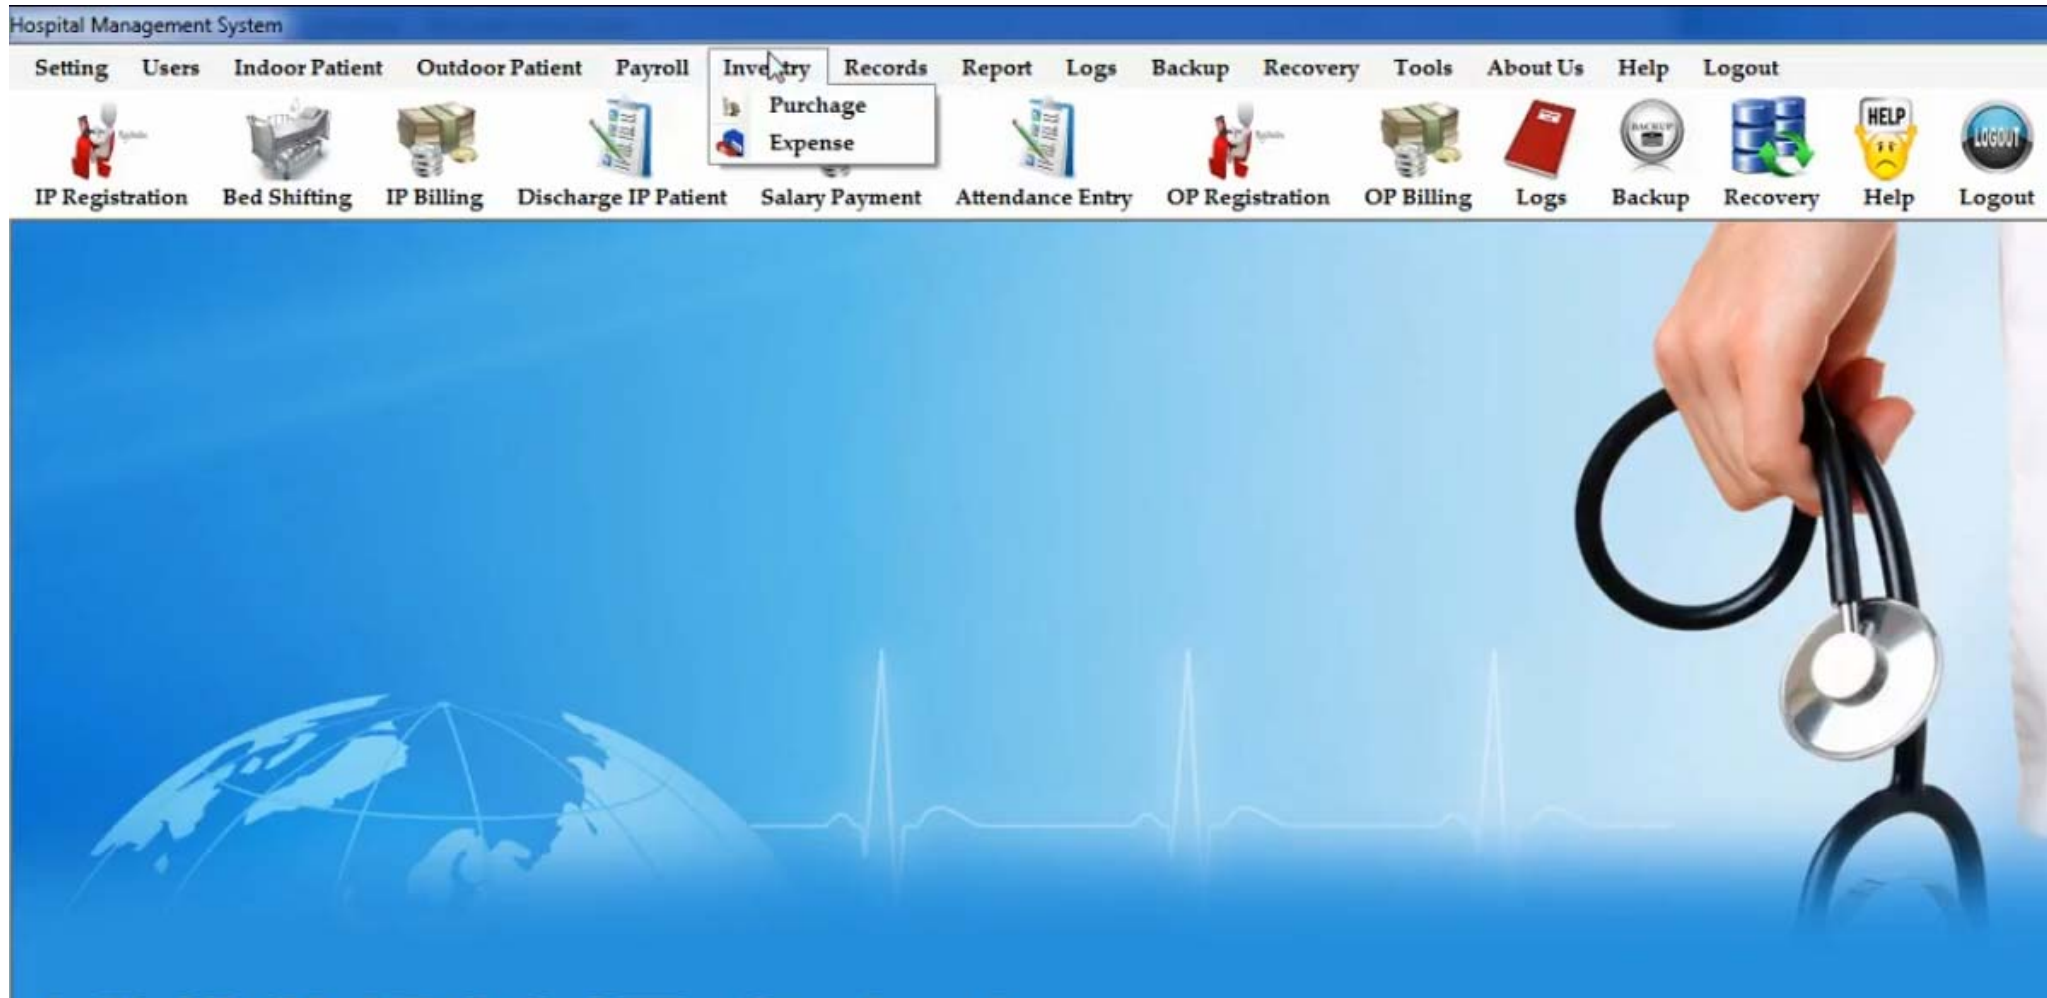 Hospital Management System
Setting Users Indoor Patient Outdoor Patient Payroll Inventry Records Report Logs Backup Recovery Tools About Us Help Logout
Purchage
Expense
BACKUP HELP LOGOUT
IP Registration Bed Shifting IP Billing Discharge IP Patient Salary Payment Attendance Entry OP Registration OP Billing Logs Backup Recovery Help Logout